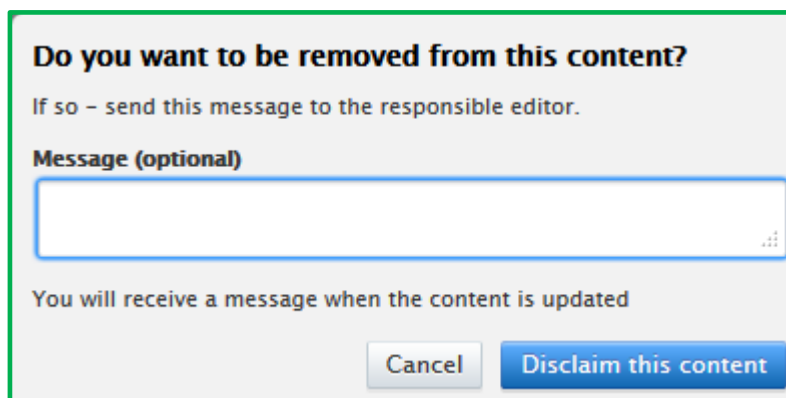 Do you want to be removed from this content?
If so – send this message to the responsible editor.
Message (optional)
You will receive a message when the content is updated
Cancel
Disclaim this content